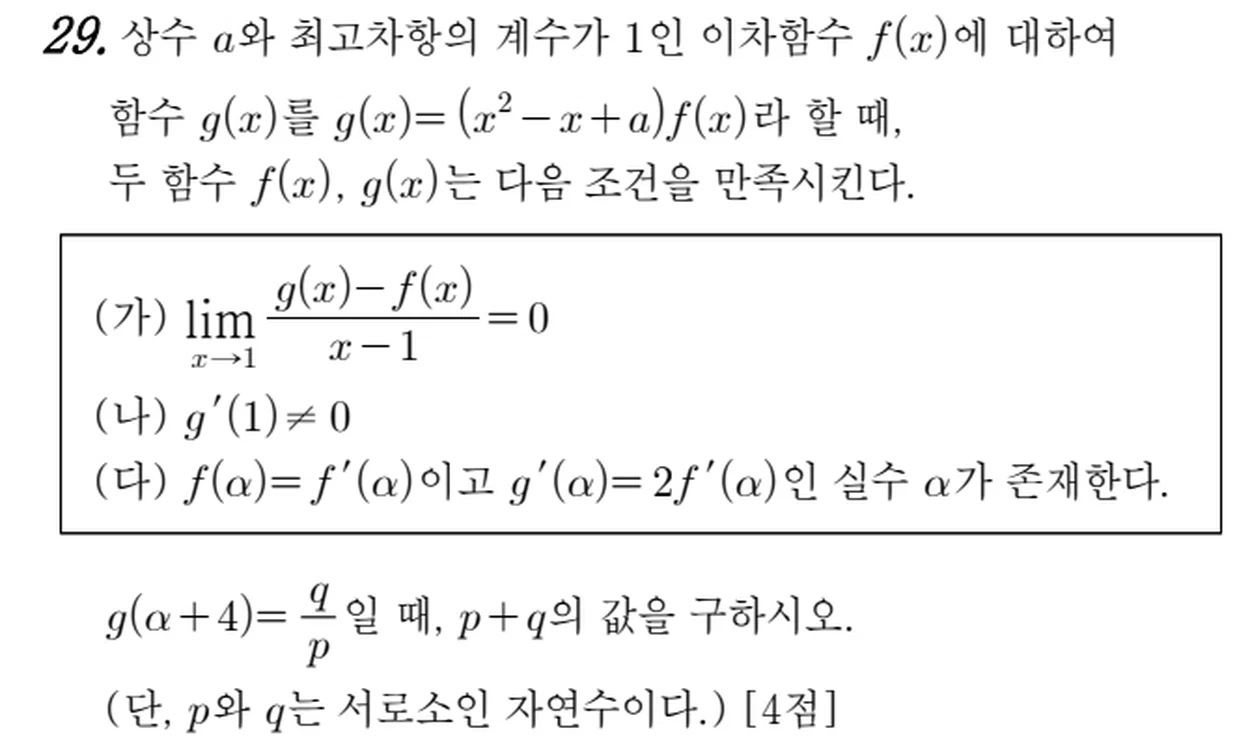 29. 상수 a와 최고차항의 계수가 1인 이차함수 f(x)에 대하여
함수 g(x)를 g(x)=(x²-x+a)f(x)라 할 때,
두 함수 f(x), g(x)는 다음 조건을 만족시킨다.
(가) lim_{x→1} \frac{g(x)-f(x)}{x-1}=0
(나) g′(1)≠0
(다) f(α)=f′(α)이고 g′(α)=2f′(α)인 실수 α가 존재한다.
g(α+4)=\frac{q}{p}일 때, p+q의 값을 구하시오.
(단, p와 q는 서로소인 자연수이다.) [4점]